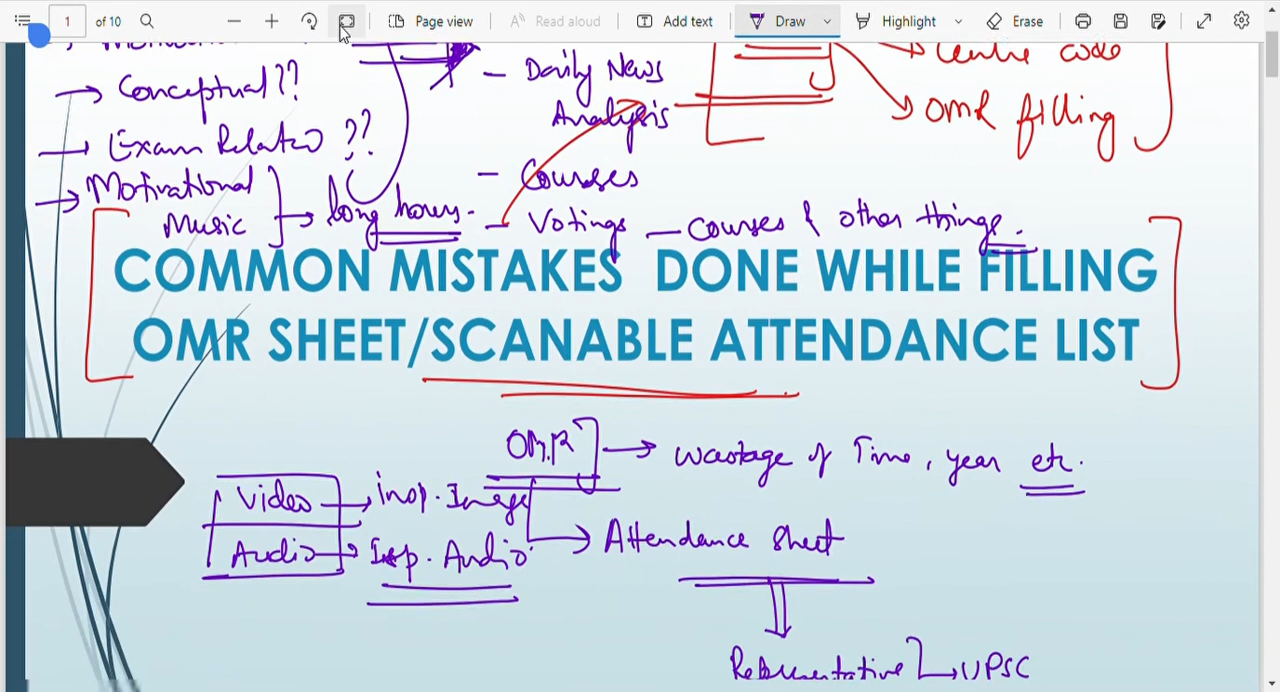 1 of 10 Page view Read aloud Add text Draw Highlight Erase
→ Conceptual ??
→ Exam Related ??
→ Motivational
Music → long hours.
– Daily News
Analysis
– Courses
– Votings – Courses & other things.
→ Centre code
→ OMR filling
COMMON MISTAKES DONE WHILE FILLING
OMR SHEET/SCANABLE ATTENDANCE LIST
OMR → Wastage of Time, year etc.
Video → insp. Image
Audio → Insp. Audio
→ Attendance sheet
Representative → UPSC